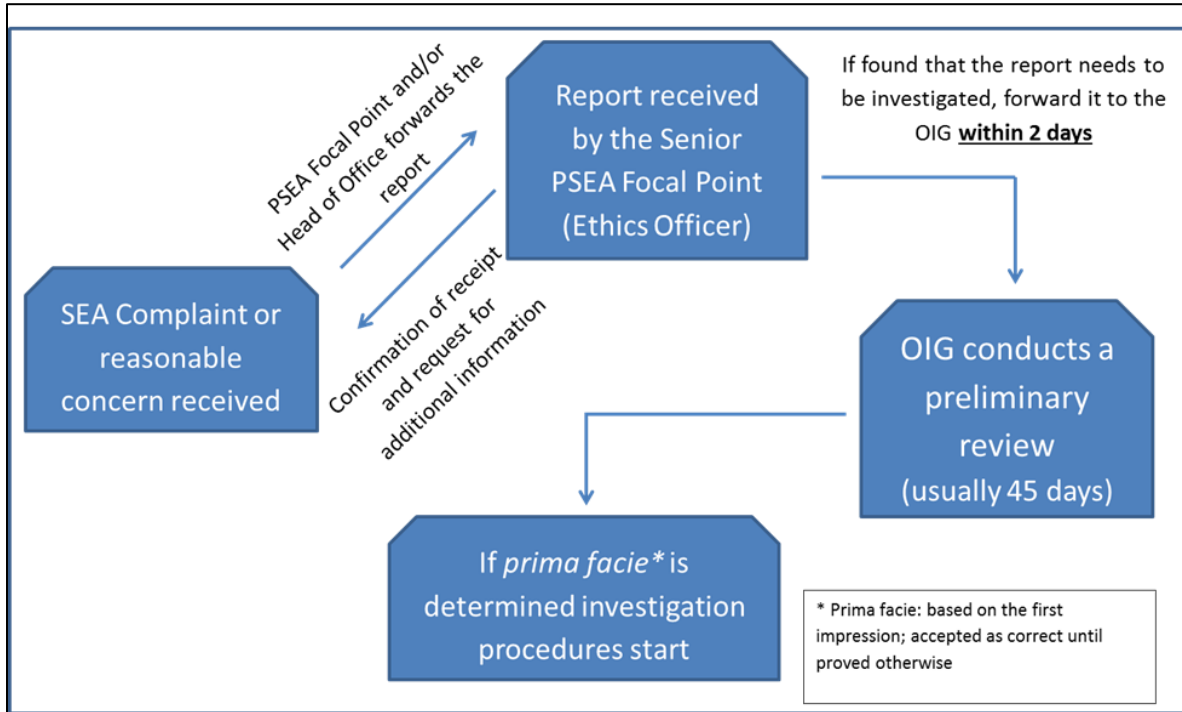 SEA Complaint or
reasonable
concern received
PSEA Focal Point and/or
Head of Office forwards the
report
Confirmation of receipt
and request for
additional information
Report received
by the Senior
PSEA Focal Point
(Ethics Officer)
If found that the report needs to
be investigated, forward it to the
OIG within 2 days
OIG conducts a
preliminary
review
(usually 45 days)
If prima facie* is
determined investigation
procedures start
* Prima facie: based on the first
impression; accepted as correct until
proved otherwise